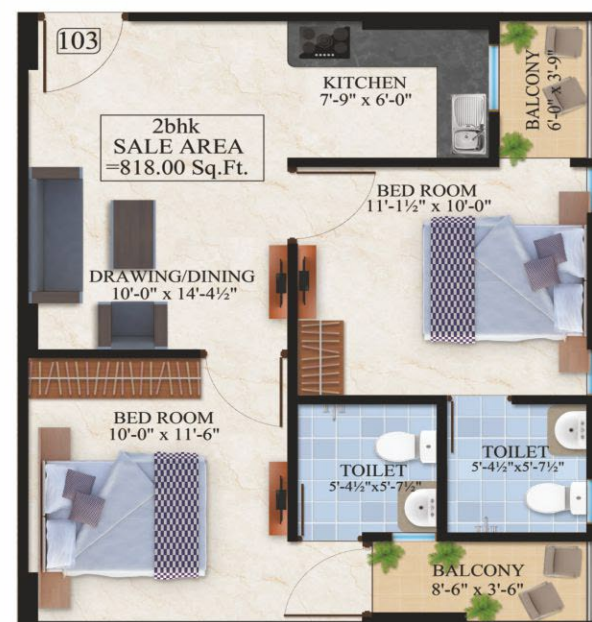 103
2bhk
SALE AREA
=818.00 Sq.Ft.
KITCHEN
7'-9" x 6'-0"
BALCONY
6'-0" x 3'-9"
BED ROOM
11'-1½" x 10'-0"
DRAWING/DINING
10'-0" x 14'-4½"
BED ROOM
10'-0" x 11'-6"
TOILET
5'-4½"x5'-7½"
TOILET
5'-4½"x5'-7½"
BALCONY
8'-6" x 3'-6"